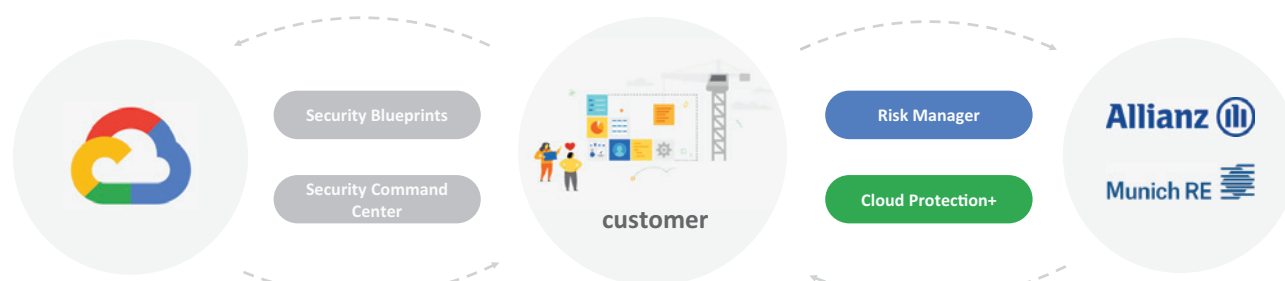 Security Blueprints
Security Command
Center
customer
Risk Manager
Cloud Protection+
Allianz
Munich RE